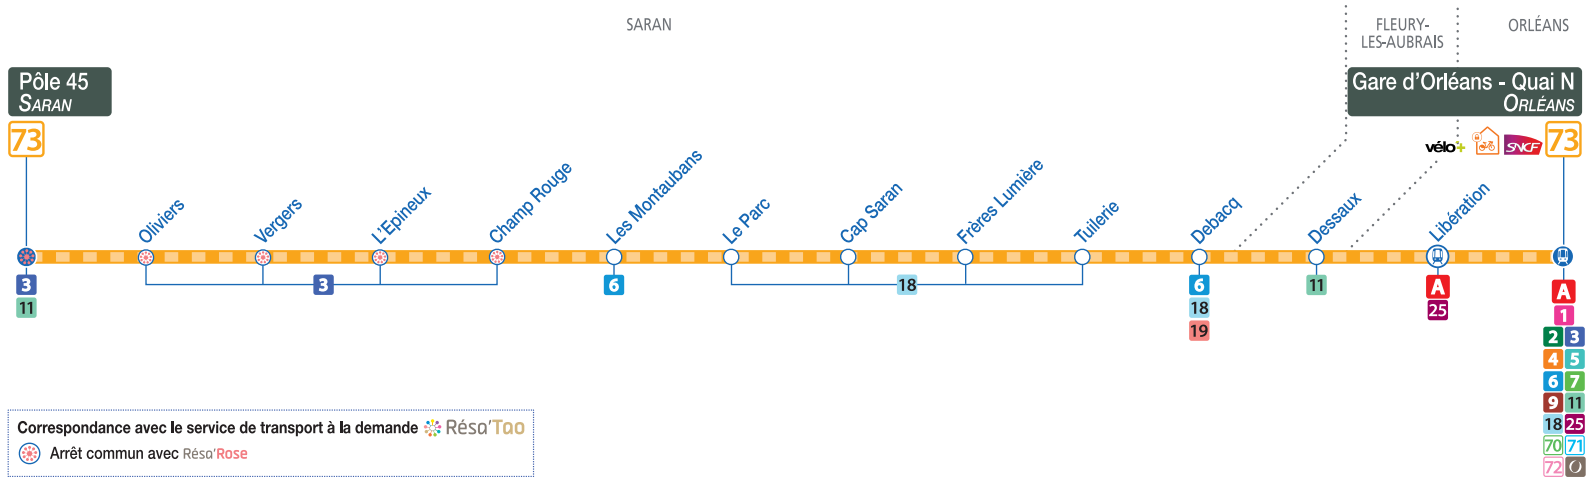 SARAN
FLEURY-
LES-AUBRAIS
ORLÉANS
Pôle 45
SARAN
73
Gare d'Orléans - Quai N
ORLÉANS
vélo+
SNCF
73
Oliviers
Vergers
L'Epineux
Champ Rouge
Les Montaubans
Le Parc
Cap Saran
Frères Lumière
Tuilerie
Debacq
Dessaux
Libération
3
11
3
6
18
6
18
19
11
A
25
A
1
2 3
4 5
6 7
9 11
18 25
70 71
72 O
Correspondance avec le service de transport à la demande Résa'Tao
Arrêt commun avec Résa'Rose